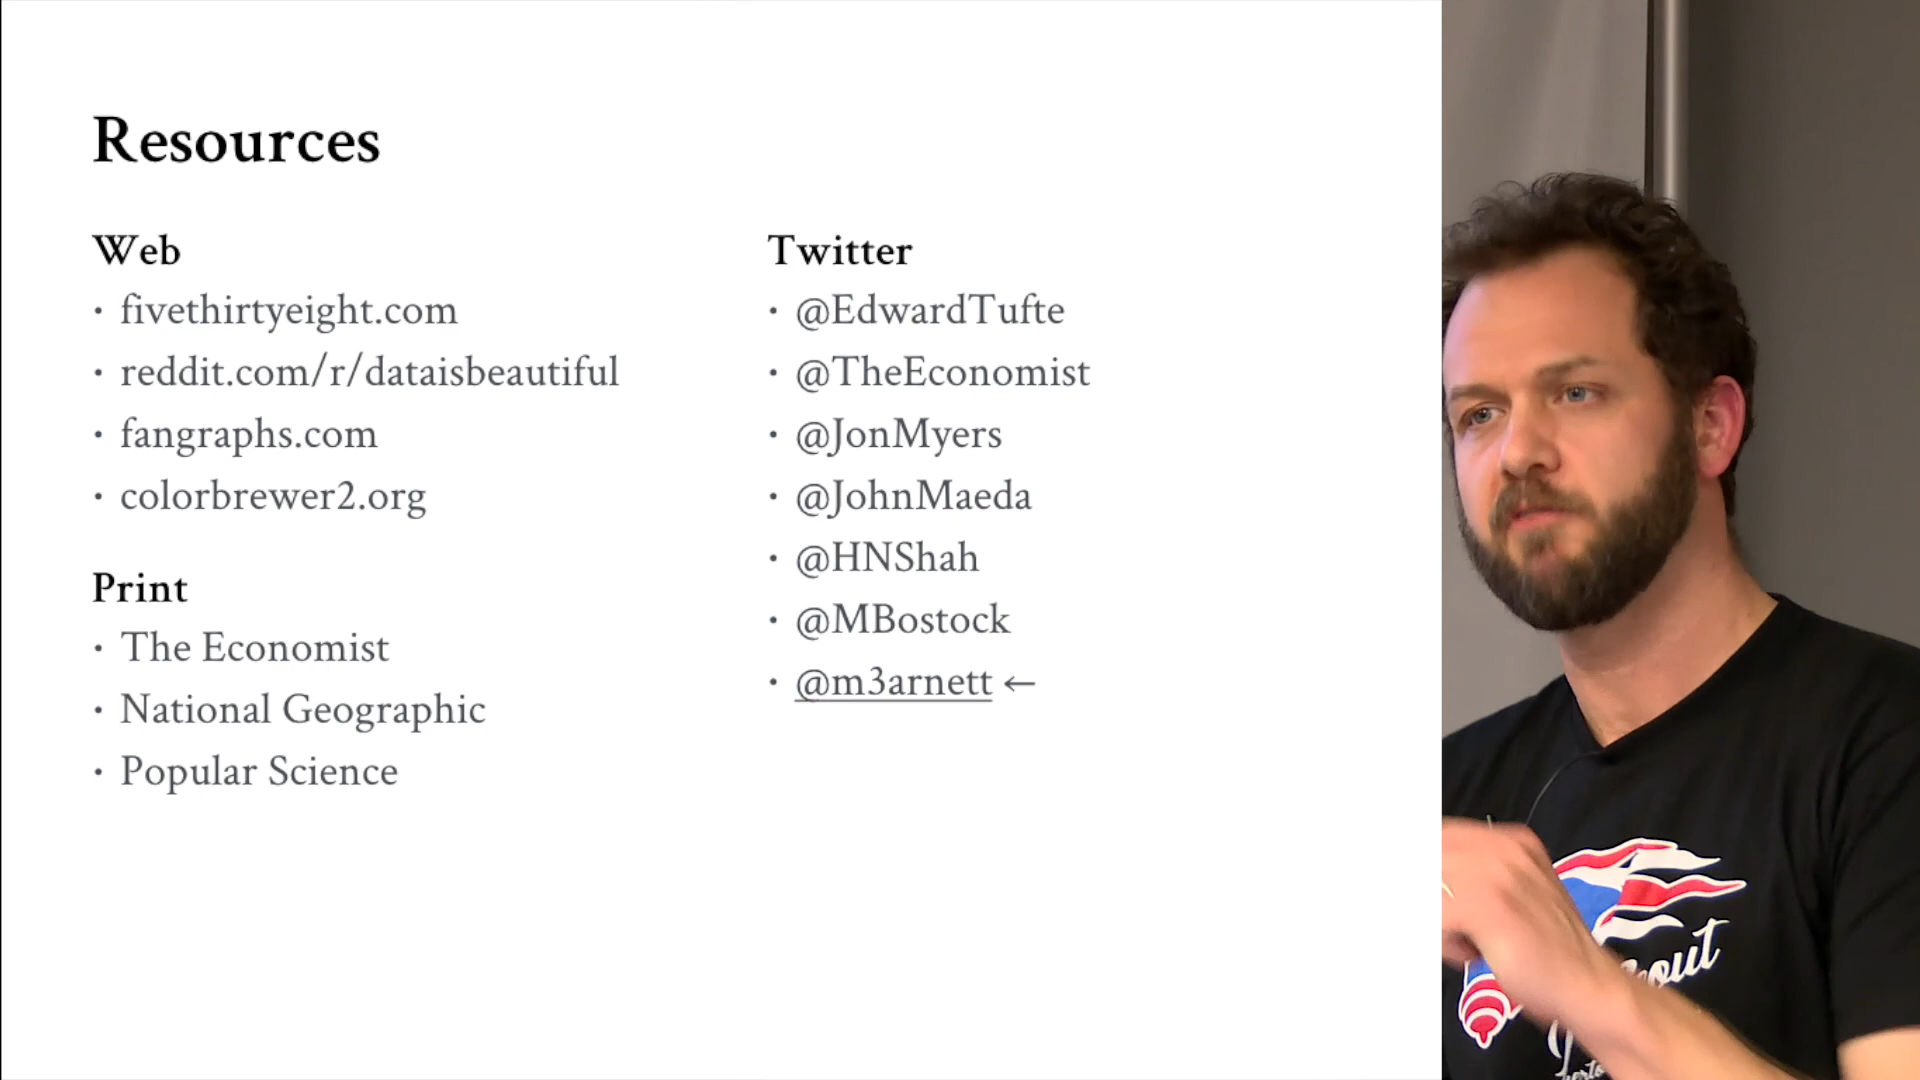 Resources
Web
• fivethirtyeight.com
• reddit.com/r/dataisbeautiful
• fangraphs.com
• colorbrewer2.org
Print
• The Economist
• National Geographic
• Popular Science
Twitter
• @EdwardTufte
• @TheEconomist
• @JonMyers
• @JohnMaeda
• @HNShah
• @MBostock
• @m3arnett ←